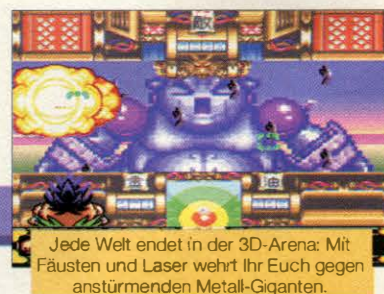 Jede Welt endet in der 3D-Arena: Mit
Fäusten und Laser wehrt Ihr Euch gegen
anstürmenden Metall-Giganten.